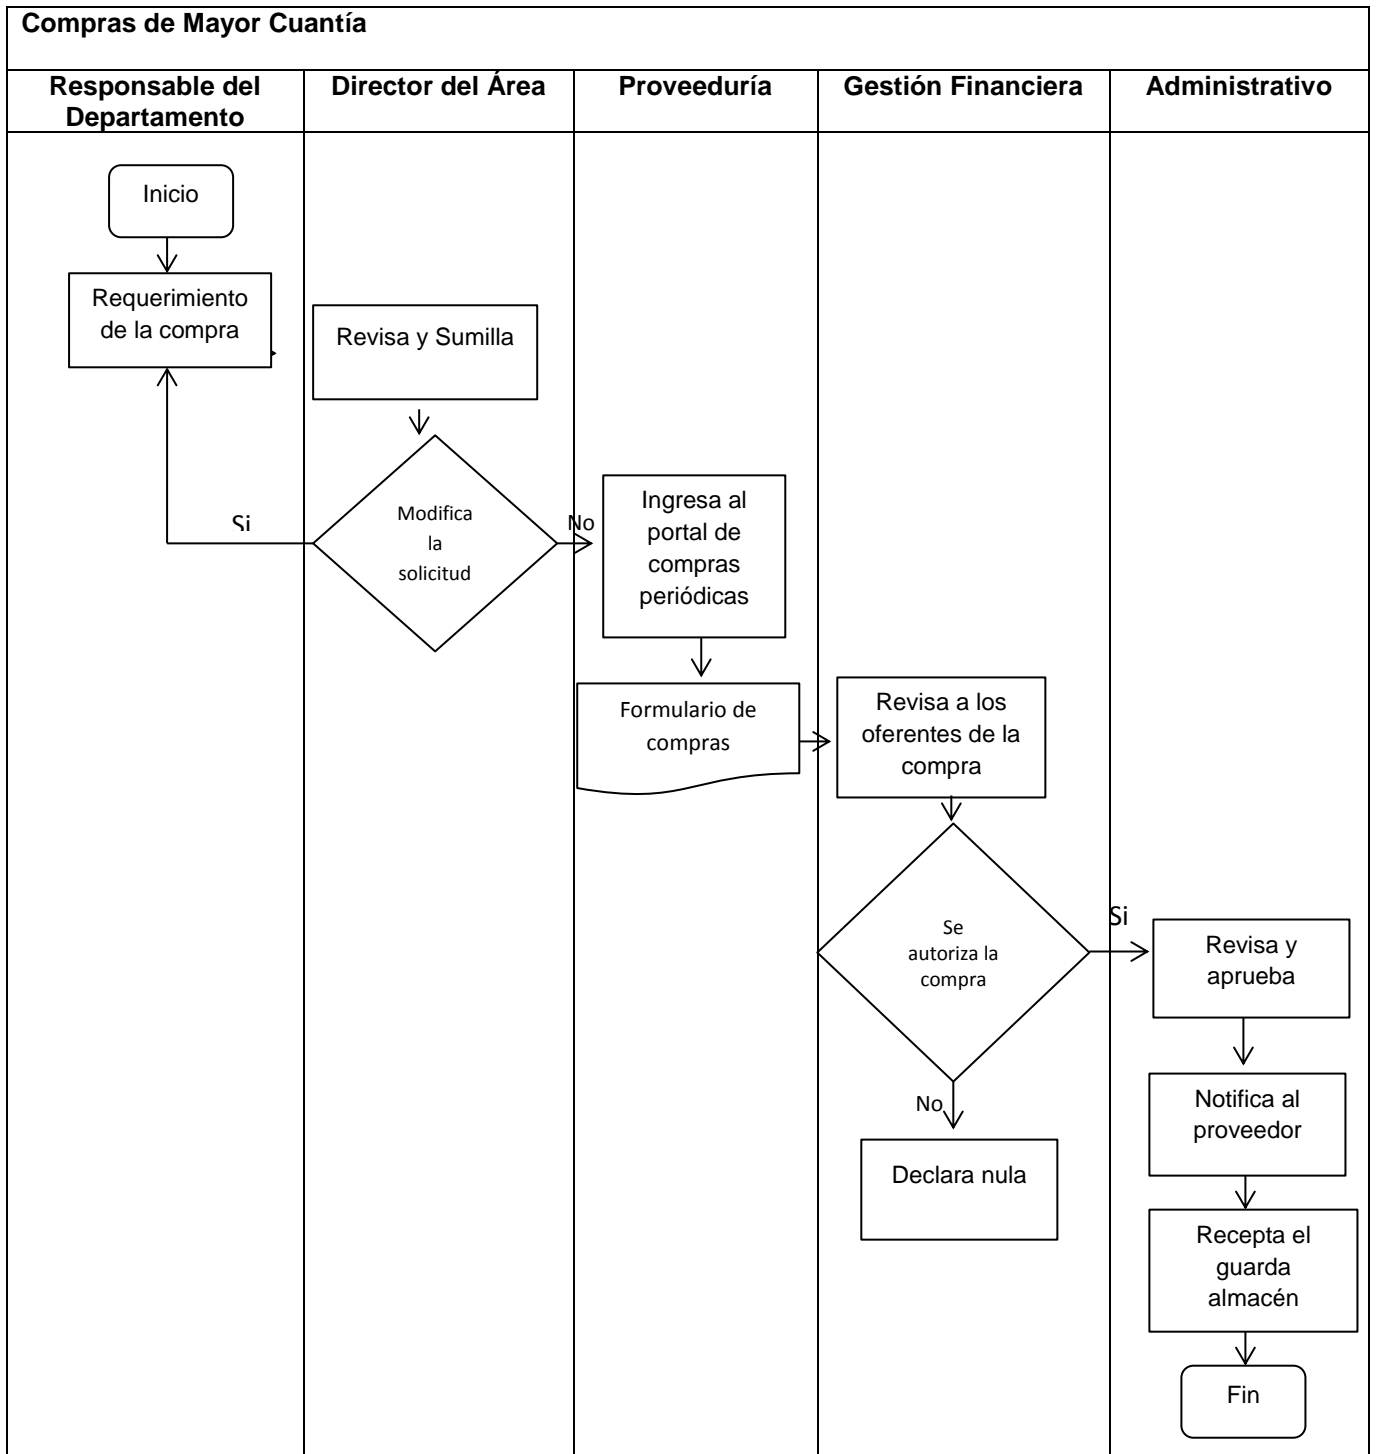 Compras de Mayor Cuantía
Responsable del
Departamento
Director del Área
Proveeduría
Gestión Financiera
Administrativo
Inicio
Requerimiento
de la compra
Revisa y Sumilla
Modifica
la
solicitud
Si
No
Ingresa al
portal de
compras
periódicas
Formulario de
compras
Revisa a los
oferentes de la
compra
Se
autoriza la
compra
Si
No
Declara nula
Revisa y
aprueba
Notifica al
proveedor
Recepta el
guarda
almacén
Fin